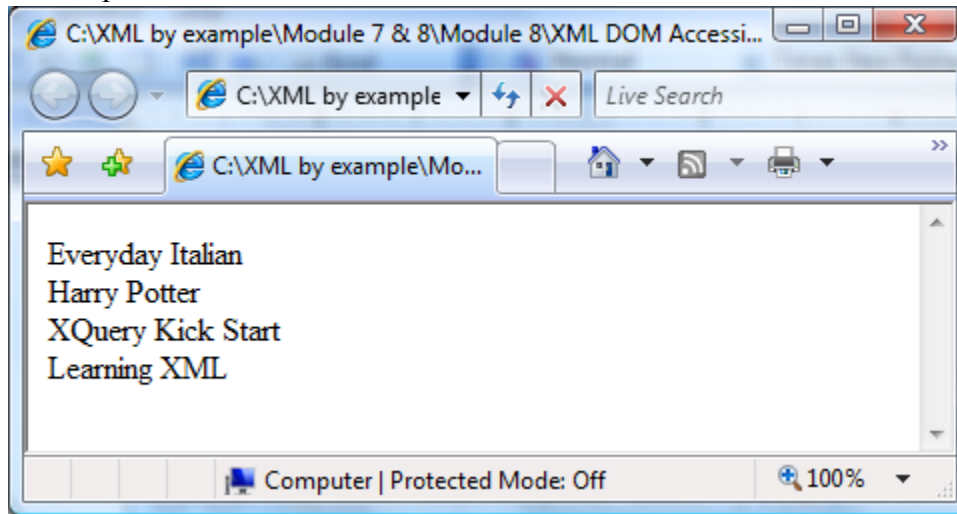 C:\XML by example\Module 7 & 8\Module 8\XML DOM Accessi...
C:\XML by example
Live Search
C:\XML by example\Mo...
Everyday Italian
Harry Potter
XQuery Kick Start
Learning XML
Computer | Protected Mode: Off
100%